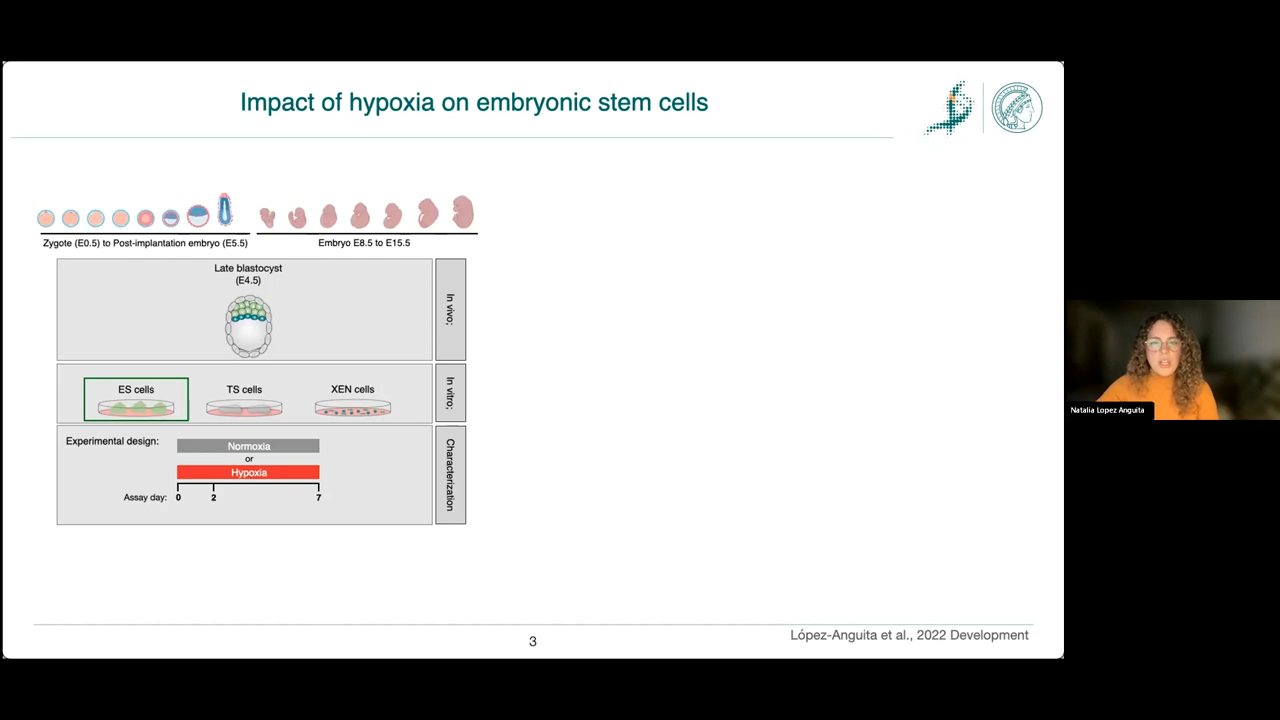 Impact of hypoxia on embryonic stem cells
Zygote (E0.5) to Post-implantation embryo (E5.5)
Embryo E8.5 to E15.5
Late blastocyst
(E4.5)
In vivo;
ES cells
TS cells
XEN cells
In vitro;
Experimental design:
Normoxia
or
Hypoxia
Assay day:
0
2
7
Characterization
3
López-Anguita et al., 2022 Development
Natalia Lopez Anguita